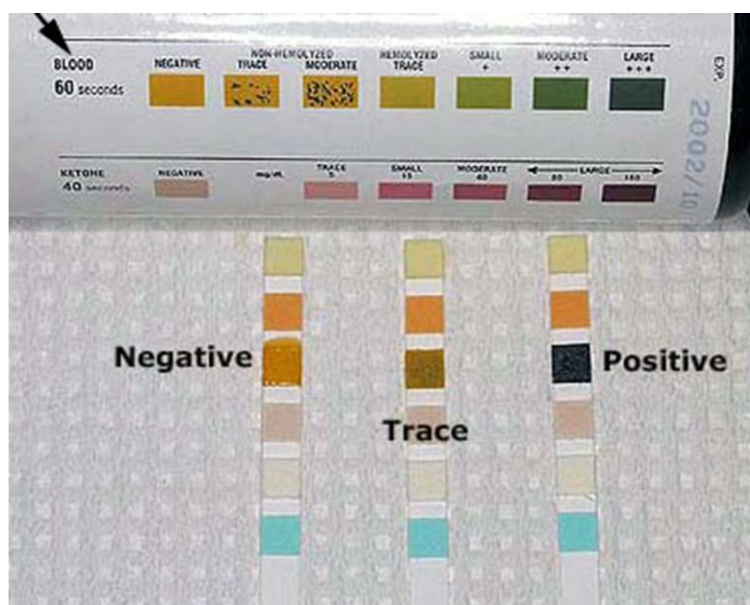 BLOOD
60 seconds
NEGATIVE
NON-HEMOLYZED
TRACE MODERATE
HEMOLYZED
TRACE
SMALL
+
MODERATE
++
LARGE
+++
EXP.
2002/10
KETONE
40 seconds
NEGATIVE
mg/dL
TRACE
5
SMALL
15
MODERATE
40
LARGE
80 160
Negative
Trace
Positive